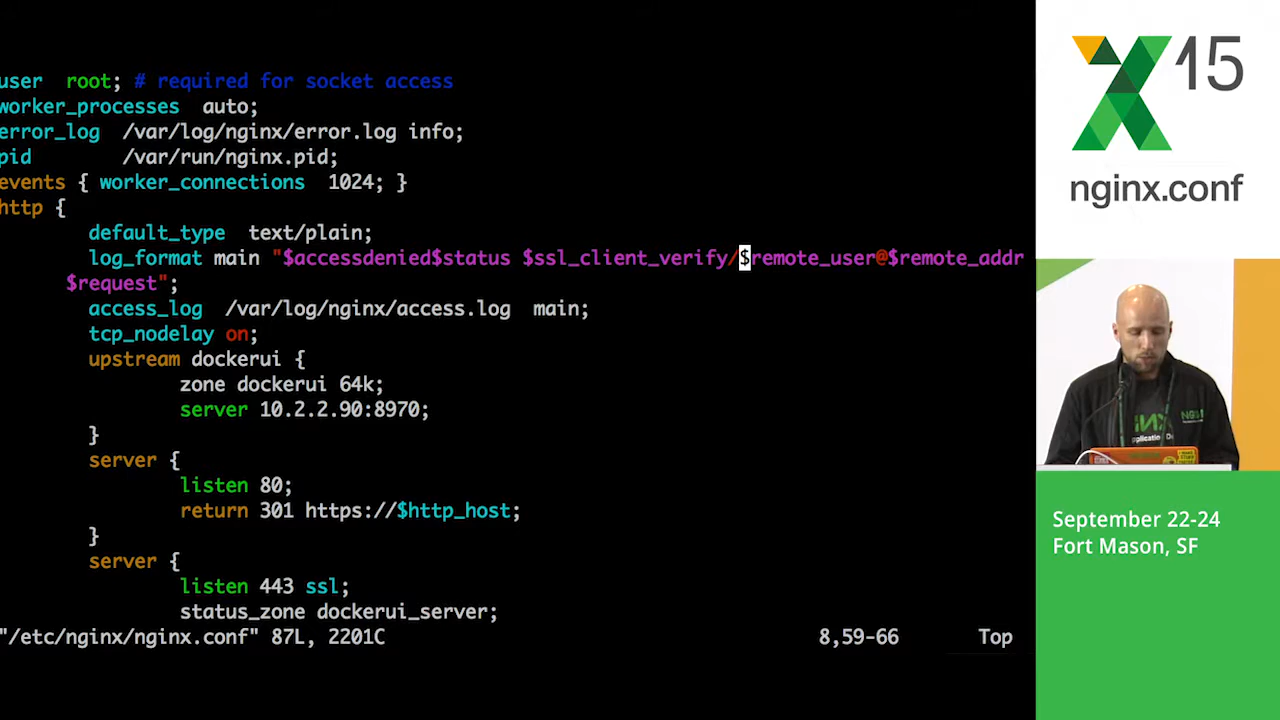 user  root; # required for socket access
worker_processes  auto;
error_log  /var/log/nginx/error.log info;
pid        /var/run/nginx.pid;
events { worker_connections  1024; }
http {
        default_type  text/plain;
        log_format main "$accessdenied$status $ssl_client_verify/$remote_user@$remote_addr
      $request";
        access_log  /var/log/nginx/access.log  main;
        tcp_nodelay on;
        upstream dockerui {
                zone dockerui 64k;
                server 10.2.2.90:8970;
        }
        server {
                listen 80;
                return 301 https://$http_host;
        }
        server {
                listen 443 ssl;
                status_zone dockerui_server;
"/etc/nginx/nginx.conf" 87L, 2201C    8,59-66    Top
15
nginx.conf
September 22-24
Fort Mason, SF